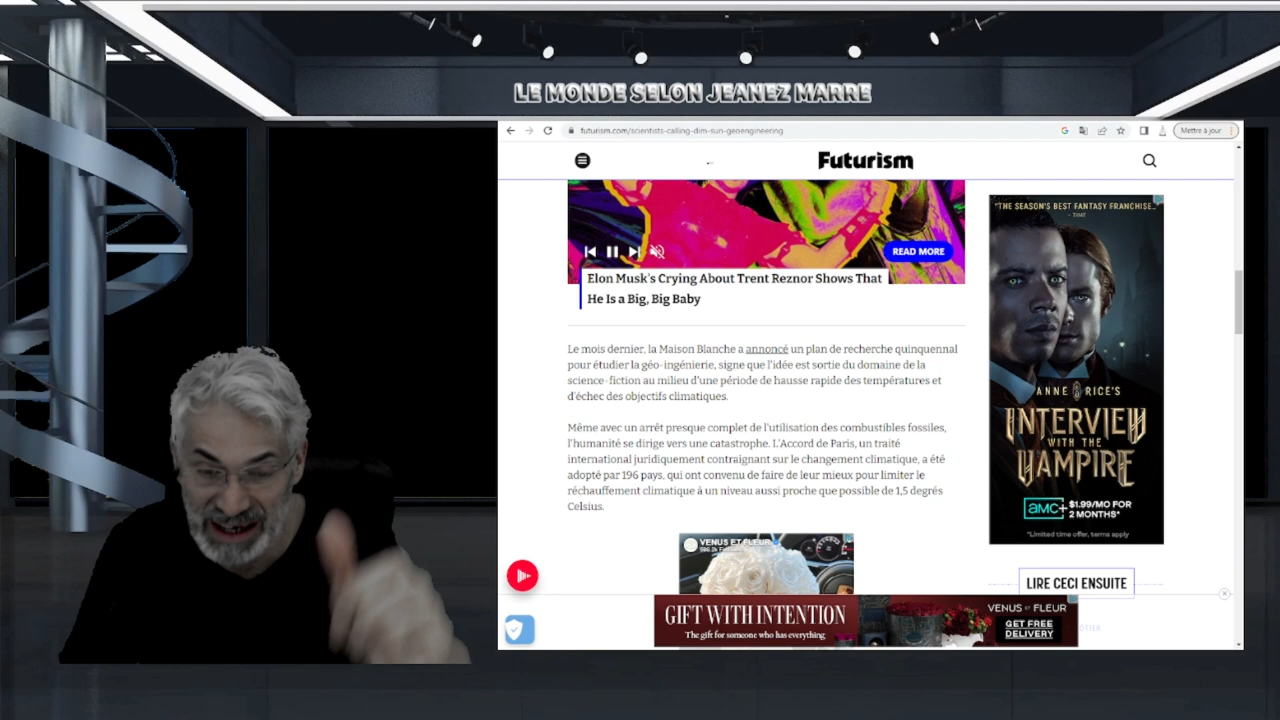 LE MONDE SELON JEANEZ MARRE
futurism.com/scientists-calling-dim-sun-geoengineering
Mettre à jour
Futurism
READ MORE
Elon Musk's Crying About Trent Reznor Shows That
He Is a Big, Big Baby
Le mois dernier, la Maison Blanche a annoncé un plan de recherche quinquennal
pour étudier la géo-ingénierie, signe que l'idée est sortie du domaine de la
science-fiction au milieu d'une période de hausse rapide des températures et
d'échec des objectifs climatiques.
Même avec un arrêt presque complet de l'utilisation des combustibles fossiles,
l'humanité se dirige vers une catastrophe. L'Accord de Paris, un traité
international juridiquement contraignant sur le changement climatique, a été
adopté par 196 pays, qui ont convenu de faire de leur mieux pour limiter le
réchauffement climatique à un niveau aussi proche que possible de 1,5 degrés
Celsius.
VENUS ET FLEUR
"THE SEASON'S BEST FANTASY FRANCHISE..."
- TIME
ANNE RICE'S
INTERVIEW
WITH THE
VAMPIRE
amc+ $1.99/MO FOR
2 MONTHS*
*Limited time offer, terms apply
LIRE CECI ENSUITE
GIFT WITH INTENTION
The gift for someone who has everything
VENUS ET FLEUR
GET FREE
DELIVERY